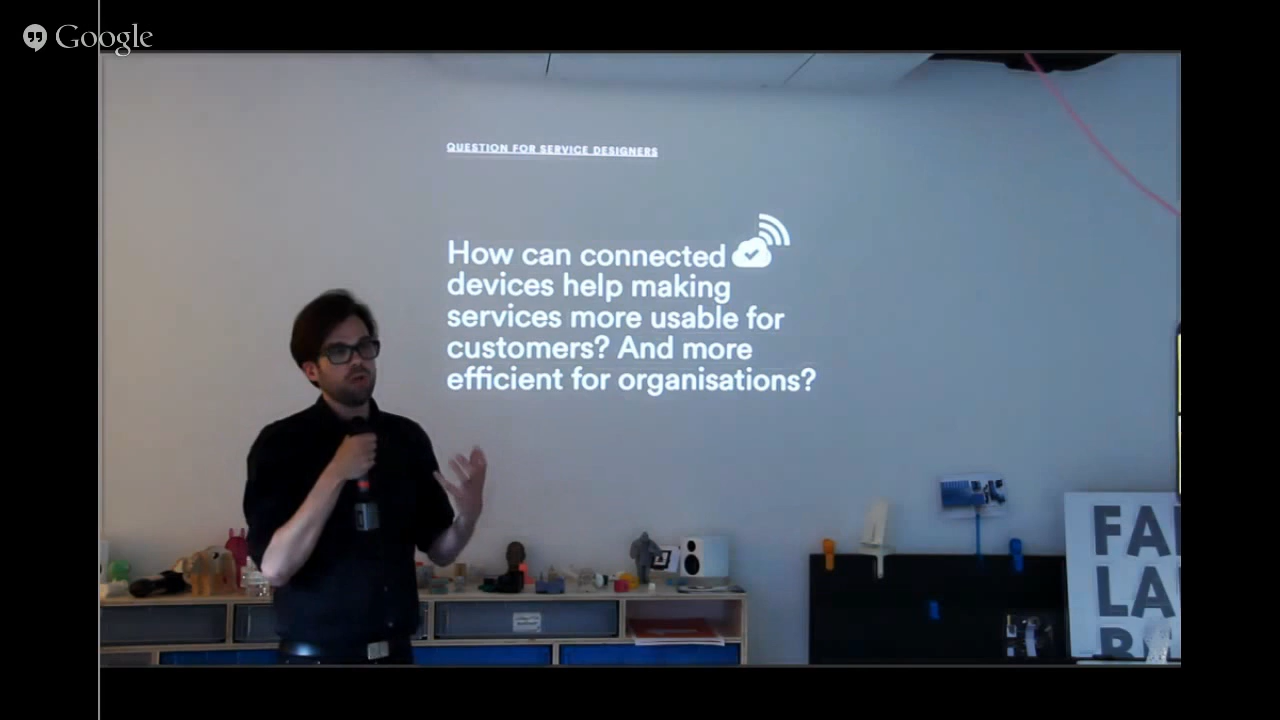 Google
QUESTION FOR SERVICE DESIGNERS
How can connected
devices help making
services more usable for
customers? And more
efficient for organisations?
FA
LA